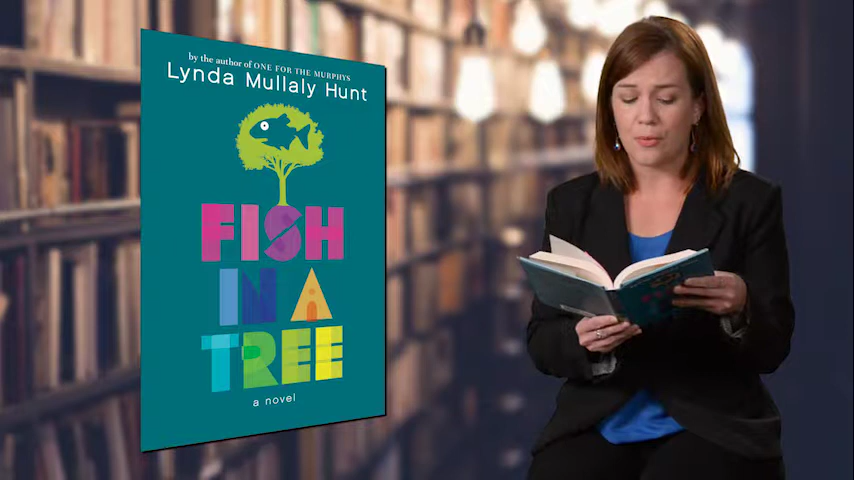 by the author of ONE FOR THE MURPHYS
Lynda Mullaly Hunt
FISH
IN A
TREE
a novel